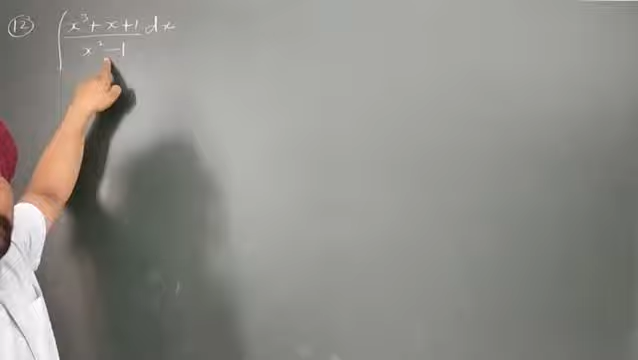 (12) ∫ x³ + x + 1 dx
x² - 1